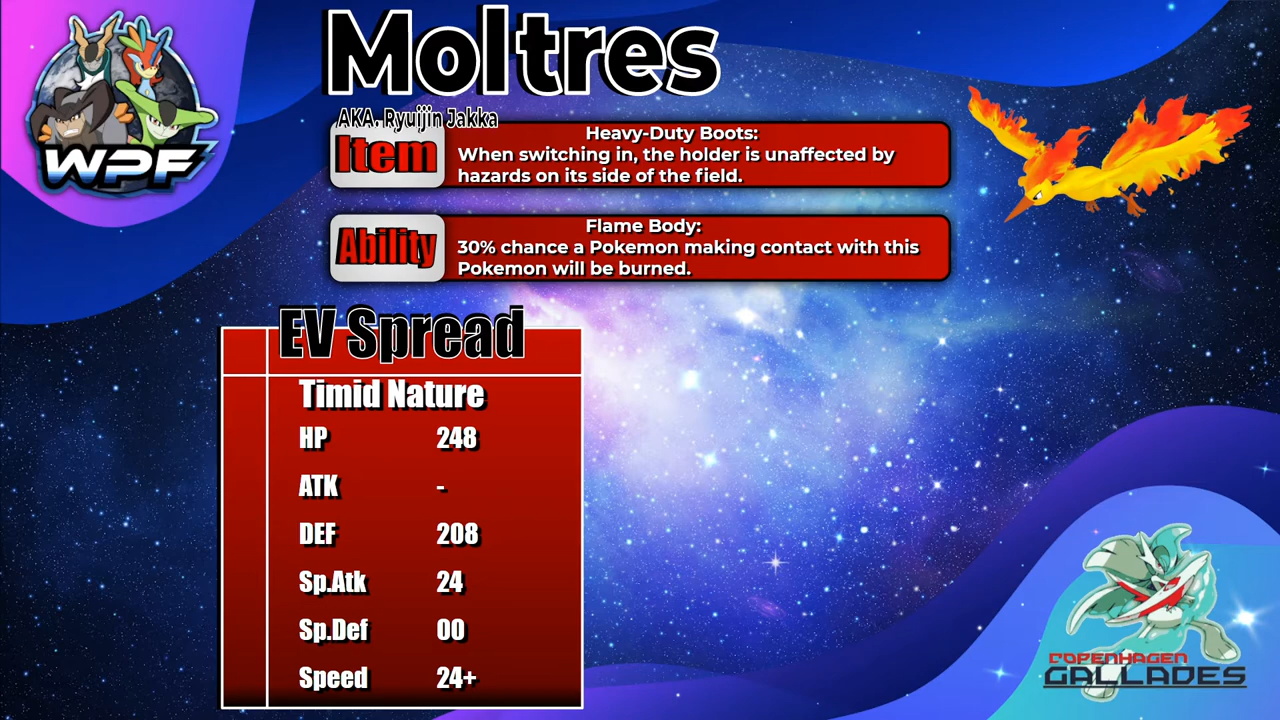 Moltres
AKA. Ryuijin Jakka
WPF
Item
Heavy-Duty Boots:
When switching in, the holder is unaffected by
hazards on its side of the field.
Ability
Flame Body:
30% chance a Pokemon making contact with this
Pokemon will be burned.
EV Spread
Timid Nature
HP 248
ATK -
DEF 208
Sp.Atk 24
Sp.Def 00
Speed 24+
COPENHAGEN
GALLADES